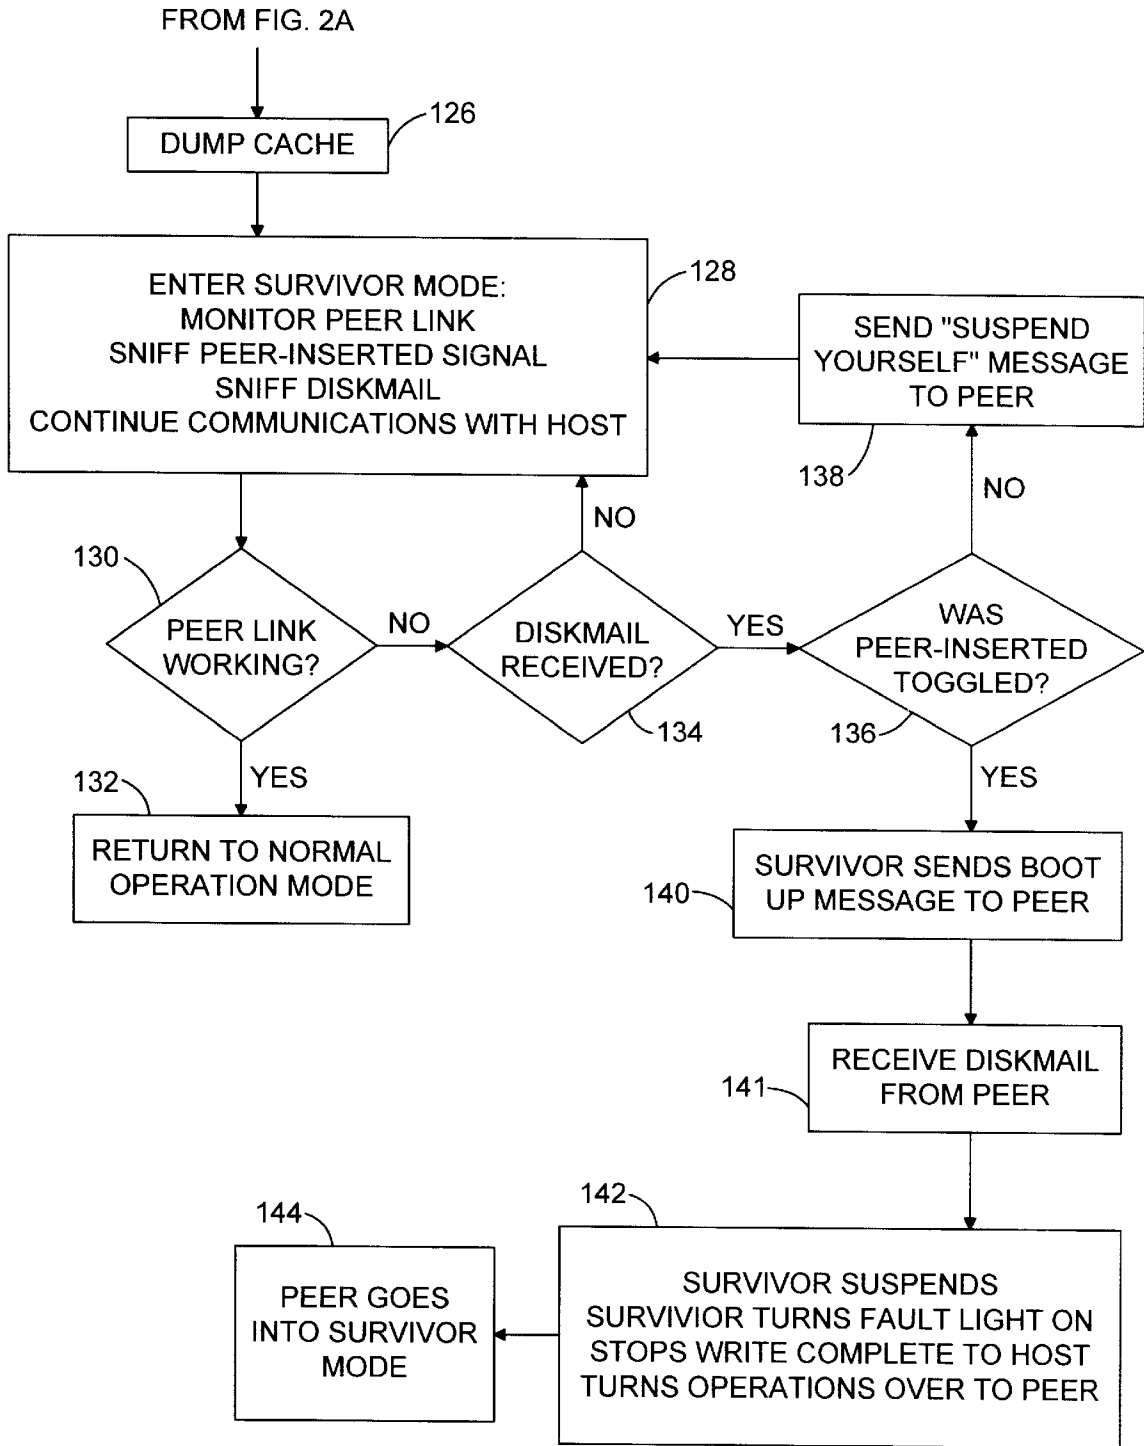 FROM FIG. 2A
126
DUMP CACHE
128
ENTER SURVIVOR MODE:
MONITOR PEER LINK
SNIFF PEER-INSERTED SIGNAL
SNIFF DISKMAIL
CONTINUE COMMUNICATIONS WITH HOST
SEND "SUSPEND
YOURSELF" MESSAGE
TO PEER
138
NO
NO
130
PEER LINK
WORKING?
NO
DISKMAIL
RECEIVED?
134
YES
WAS
PEER-INSERTED
TOGGLED?
136
YES
132
YES
RETURN TO NORMAL
OPERATION MODE
SURVIVOR SENDS BOOT
UP MESSAGE TO PEER
140
RECEIVE DISKMAIL
FROM PEER
141
142
SURVIVOR SUSPENDS
SURVIVIOR TURNS FAULT LIGHT ON
STOPS WRITE COMPLETE TO HOST
TURNS OPERATIONS OVER TO PEER
144
PEER GOES
INTO SURVIVOR
MODE